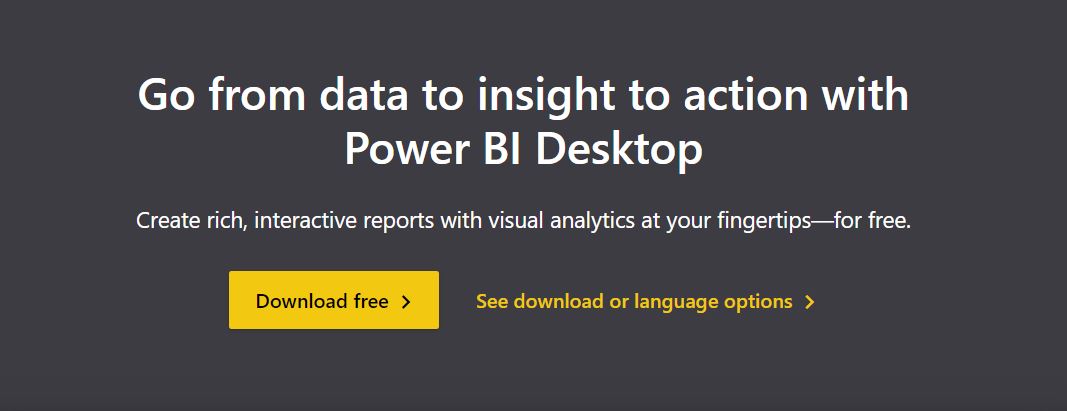 Go from data to insight to action with
Power BI Desktop
Create rich, interactive reports with visual analytics at your fingertips—for free.
Download free
See download or language options